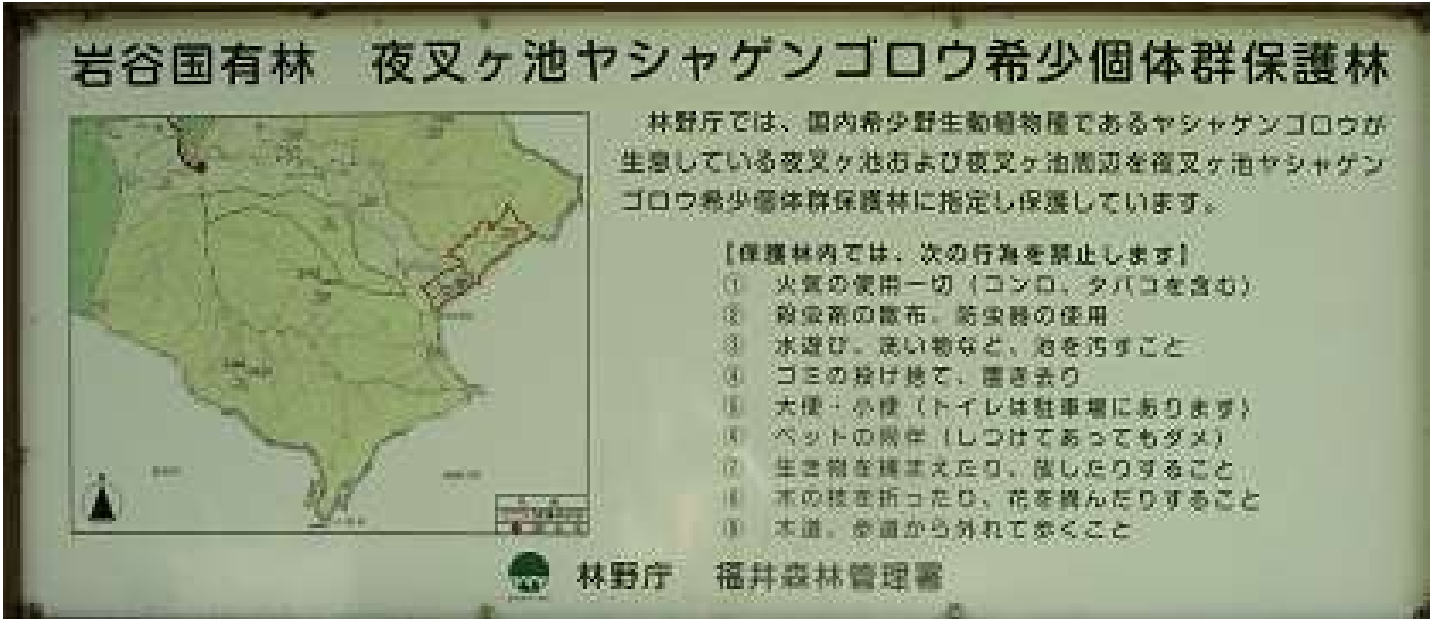 岩谷国有林　夜叉ヶ池ヤシャゲンゴロウ希少個体群保護林
林野庁では、国内希少野生動植物種であるヤシャゲンゴロウが
生息している夜叉ヶ池および夜叉ヶ池周辺を夜叉ヶ池ヤシャゲン
ゴロウ希少個体群保護林に指定し保護しています。
【保護林内では、次の行為を禁止します】
① 火気の使用一切（コンロ、タバコを含む）
② 殺虫剤の散布、防虫器の使用
③ 水遊び、洗い物など、池を汚すこと
④ ゴミの投げ捨て、置き去り
⑤ 大便・小便（トイレは駐車場にあります）
⑥ ペットの同伴（しつけてあってもダメ）
⑦ 生き物を捕まえたり、放したりすること
⑧ 木の枝を折ったり、花を摘んだりすること
⑨ 木道、歩道から外れて歩くこと
林野庁　福井森林管理署